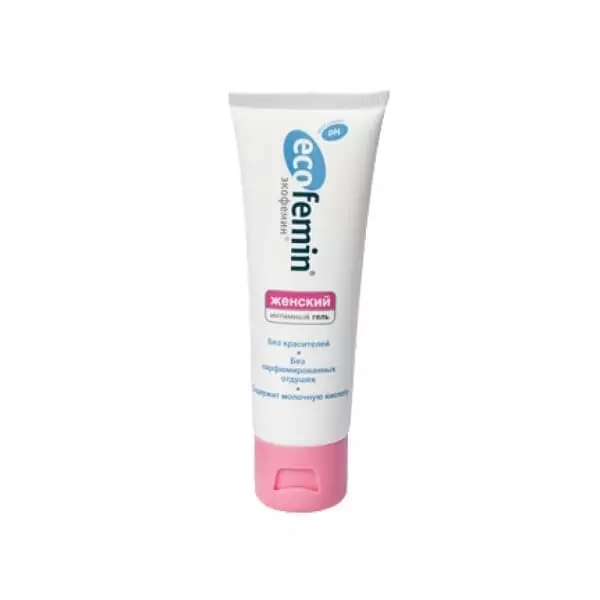 pH
ecofemin®
экофемин®
женский
интимный гель
Без красителей
Без
парфюмированных
отдушек
Содержит молочную кислоту